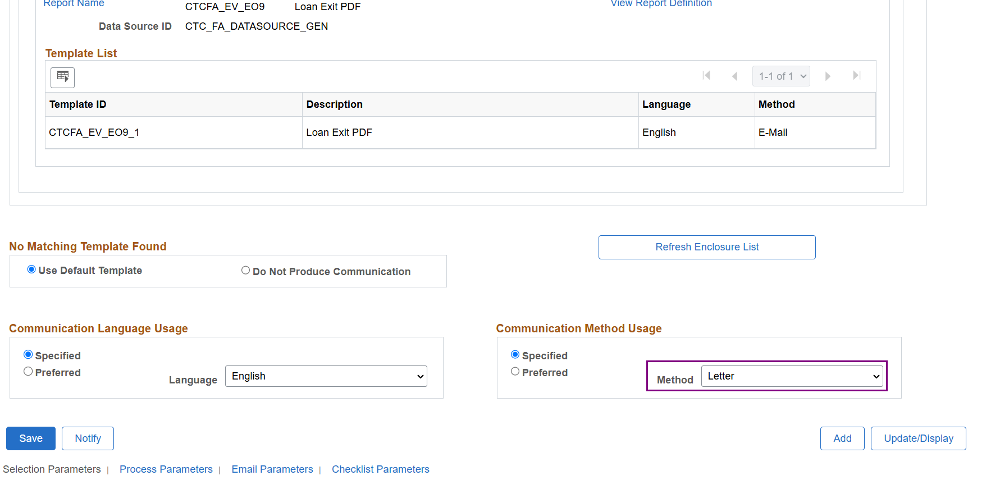 Report Name CTCFA_EV_EO9 Loan Exit PDF View Report Definition
Data Source ID CTC_FA_DATASOURCE_GEN
Template List
1-1 of 1
Template ID Description Language Method
CTCFA_EV_EO9_1 Loan Exit PDF English E-Mail
No Matching Template Found
Refresh Enclosure List
Use Default Template Do Not Produce Communication
Communication Language Usage Communication Method Usage
Specified Specified
Preferred Preferred
Language English Method Letter
Save Notify Add Update/Display
Selection Parameters | Process Parameters | Email Parameters | Checklist Parameters